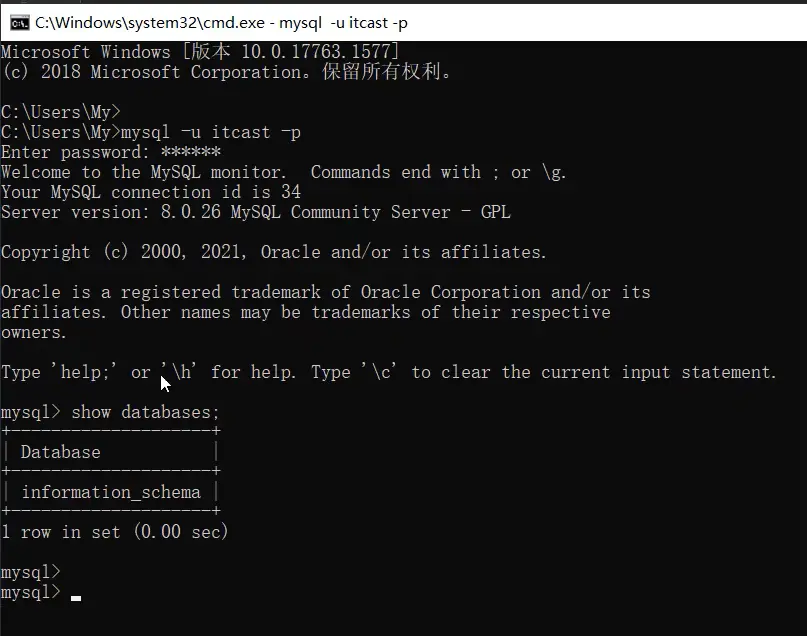 C:\Windows\system32\cmd.exe - mysql  -u itcast -p
Microsoft Windows [版本 10.0.17763.1577]
(c) 2018 Microsoft Corporation。保留所有权利。
C:\Users\My>
C:\Users\My>mysql -u itcast -p
Enter password: ******
Welcome to the MySQL monitor.  Commands end with ; or \g.
Your MySQL connection id is 34
Server version: 8.0.26 MySQL Community Server - GPL
Copyright (c) 2000, 2021, Oracle and/or its affiliates.
Oracle is a registered trademark of Oracle Corporation and/or its
affiliates. Other names may be trademarks of their respective
owners.
Type 'help;' or '\h' for help. Type '\c' to clear the current input statement.
mysql> show databases;
+--------------------+
| Database           |
+--------------------+
| information_schema |
+--------------------+
1 row in set (0.00 sec)
mysql>
mysql>